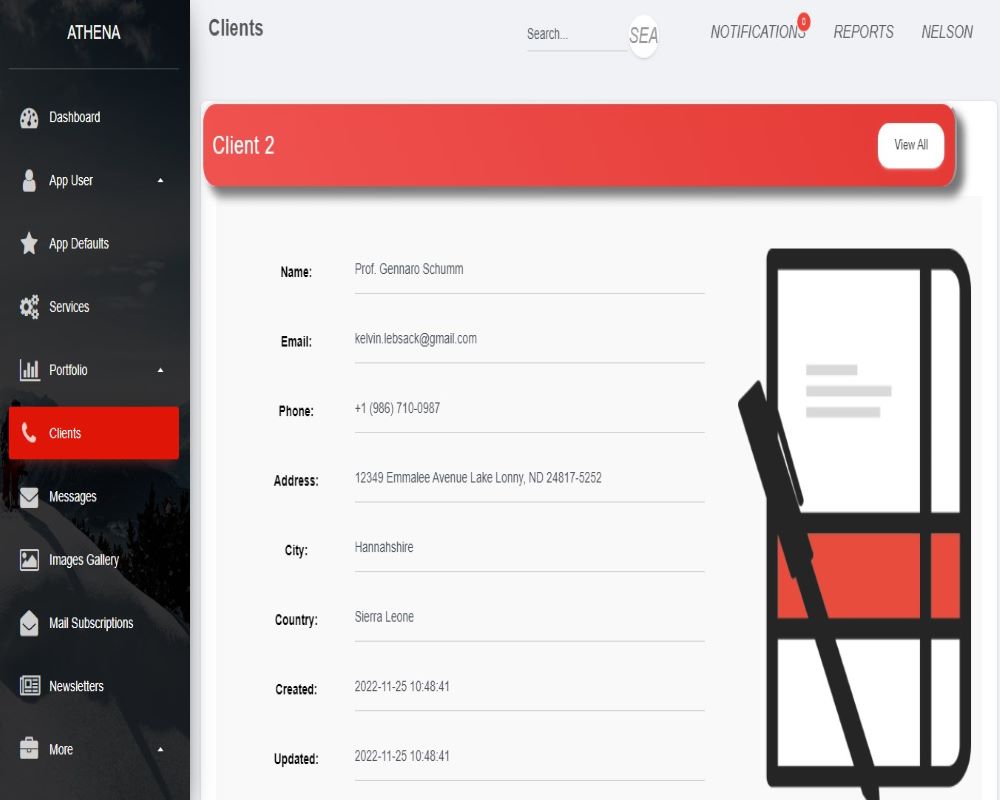 ATHENA
Dashboard
App User
App Defaults
Services
Portfolio
Clients
Messages
Images Gallery
Mail Subscriptions
Newsletters
More
Clients
Search...
SEA
NOTIFICATIONS
0
REPORTS
NELSON
Client 2
View All
Name: Prof. Gennaro Schumm
Email: kelvin.lebsack@gmail.com
Phone: +1 (986) 710-0987
Address: 12349 Emmalee Avenue Lake Lonny, ND 24817-5252
City: Hannahshire
Country: Sierra Leone
Created: 2022-11-25 10:48:41
Updated: 2022-11-25 10:48:41